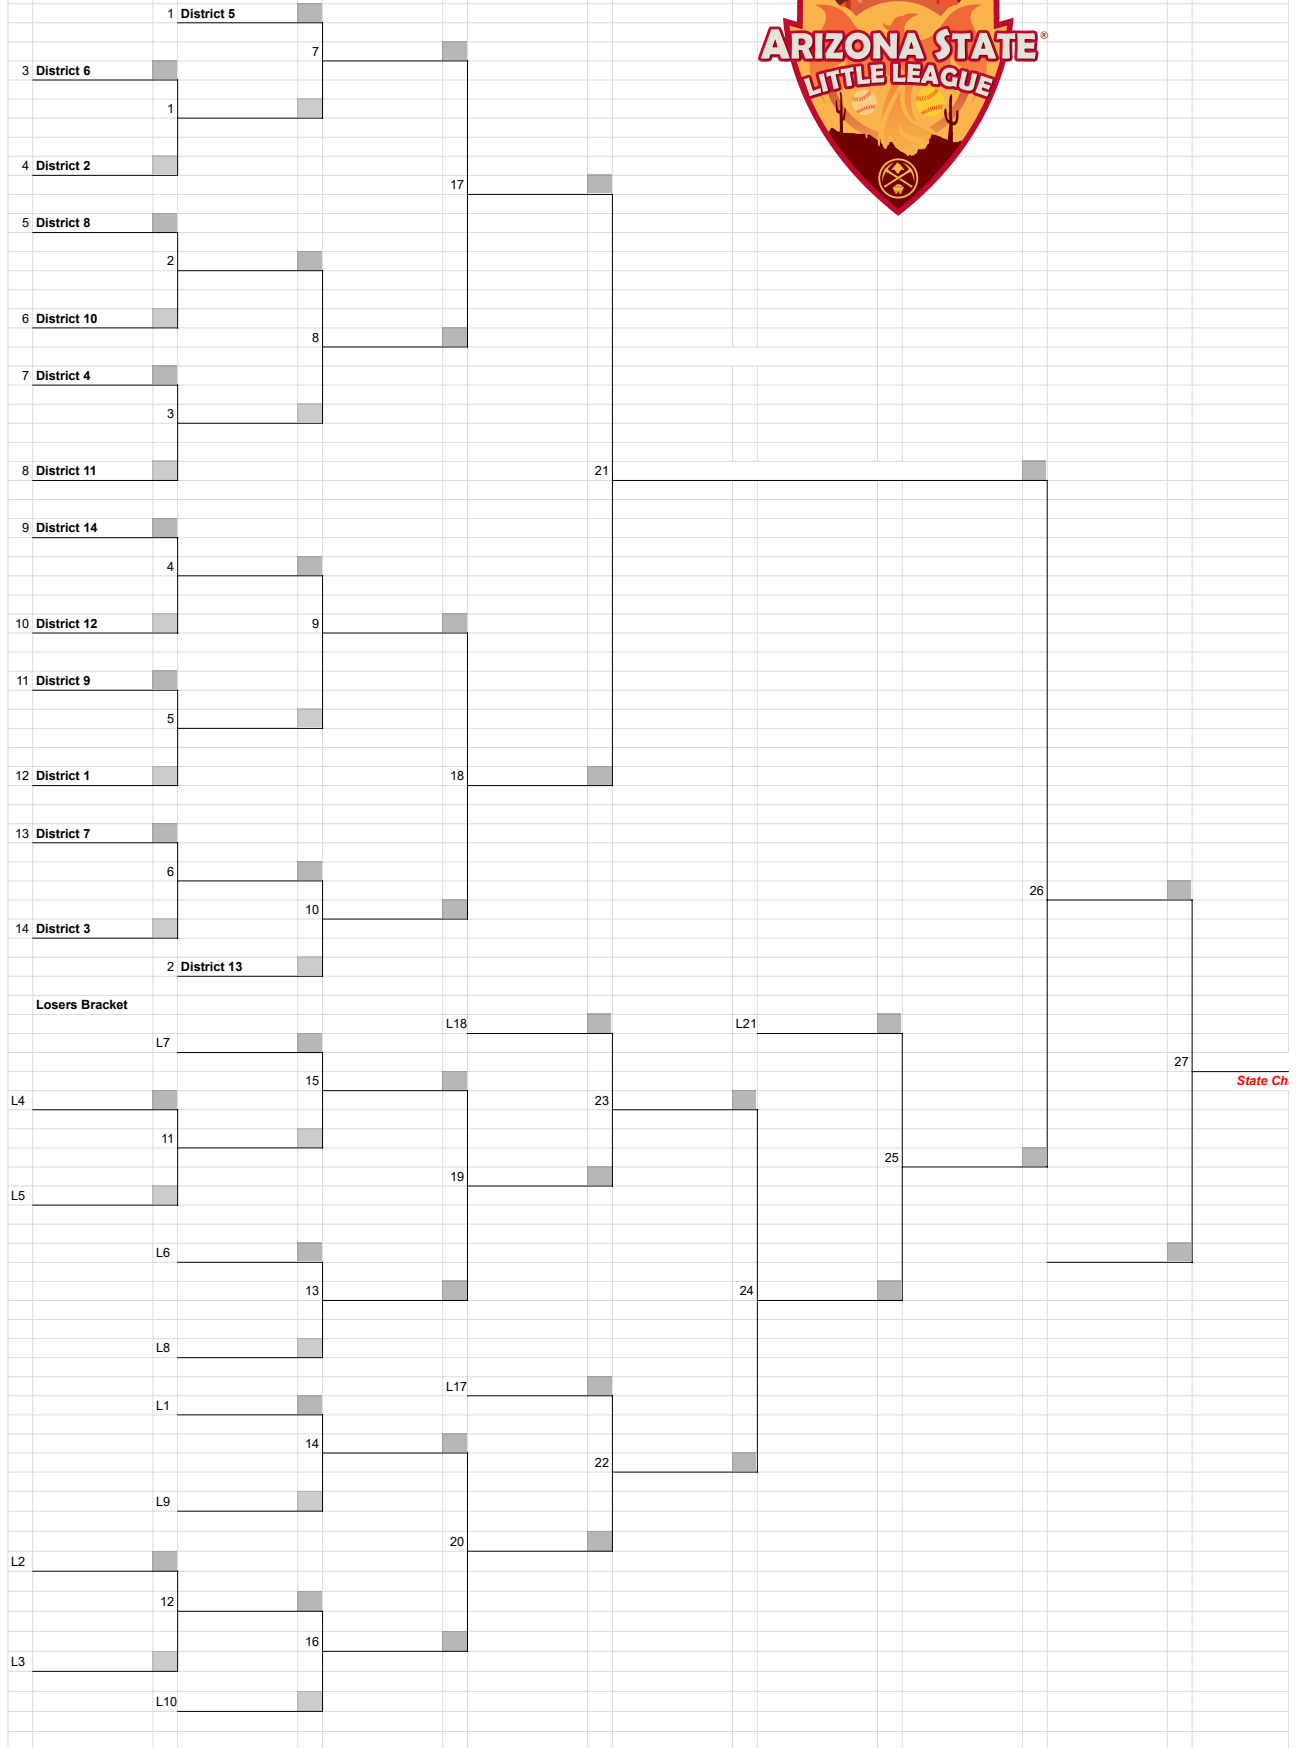 1 District 5
ARIZONA STATE®
LITTLE LEAGUE
7
3 District 6
1
4 District 2
17
5 District 8
2
6 District 10
8
7 District 4
3
8 District 11
21
9 District 14
4
10 District 12
9
11 District 9
5
12 District 1
18
13 District 7
6
26
10
14 District 3
2 District 13
Losers Bracket
L18
L21
L7
27
15
State Ch
L4
23
11
25
19
L5
L6
13
24
L8
L17
L1
14
22
L9
20
L2
12
16
L3
L10